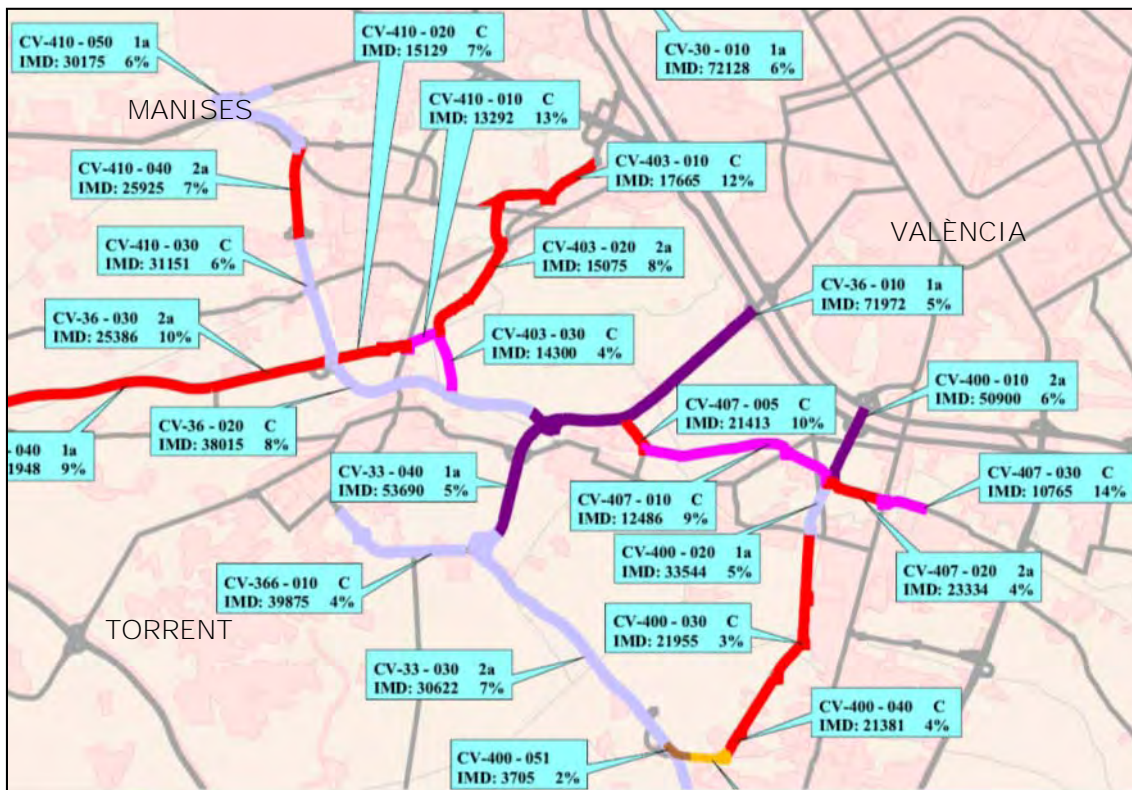 CV-410 - 050 1a
IMD: 30175 6%
CV-410 - 020 C
IMD: 15129 7%
CV-30 - 010 1a
IMD: 72128 6%
MANISES
CV-410 - 010 C
IMD: 13292 13%
CV-410 - 040 2a
IMD: 25925 7%
CV-403 - 010 C
IMD: 17665 12%
CV-410 - 030 C
IMD: 31151 6%
CV-403 - 020 2a
IMD: 15075 8%
VALÈNCIA
CV-36 - 010 1a
IMD: 71972 5%
CV-36 - 030 2a
IMD: 25386 10%
CV-403 - 030 C
IMD: 14300 4%
CV-400 - 010 2a
IMD: 50900 6%
CV-407 - 005 C
IMD: 21413 10%
CV-36 - 020 C
IMD: 38015 8%
- 040 1a
1948 9%
CV-33 - 040 1a
IMD: 53690 5%
CV-407 - 030 C
IMD: 10765 14%
CV-407 - 010 C
IMD: 12486 9%
CV-400 - 020 1a
IMD: 33544 5%
CV-407 - 020 2a
IMD: 23334 4%
CV-366 - 010 C
IMD: 39875 4%
TORRENT
CV-400 - 030 C
IMD: 21955 3%
CV-33 - 030 2a
IMD: 30622 7%
CV-400 - 040 C
IMD: 21381 4%
CV-400 - 051
IMD: 3705 2%